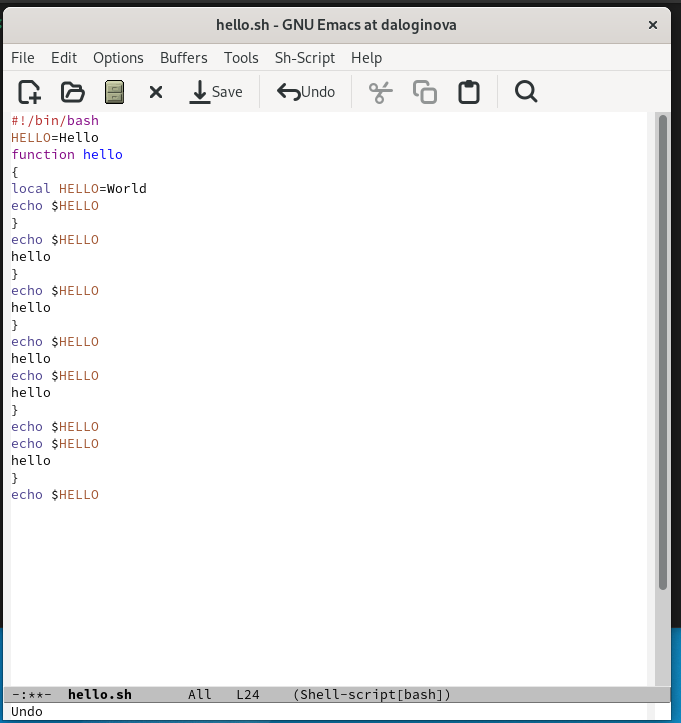 hello.sh - GNU Emacs at daloginova
File Edit Options Buffers Tools Sh-Script Help
Save Undo
#!/bin/bash
HELLO=Hello
function hello
{
local HELLO=World
echo $HELLO
}
echo $HELLO
hello
}
echo $HELLO
hello
}
echo $HELLO
hello
echo $HELLO
hello
}
echo $HELLO
echo $HELLO
hello
}
echo $HELLO
-:**- hello.sh All L24 (Shell-script[bash])
Undo